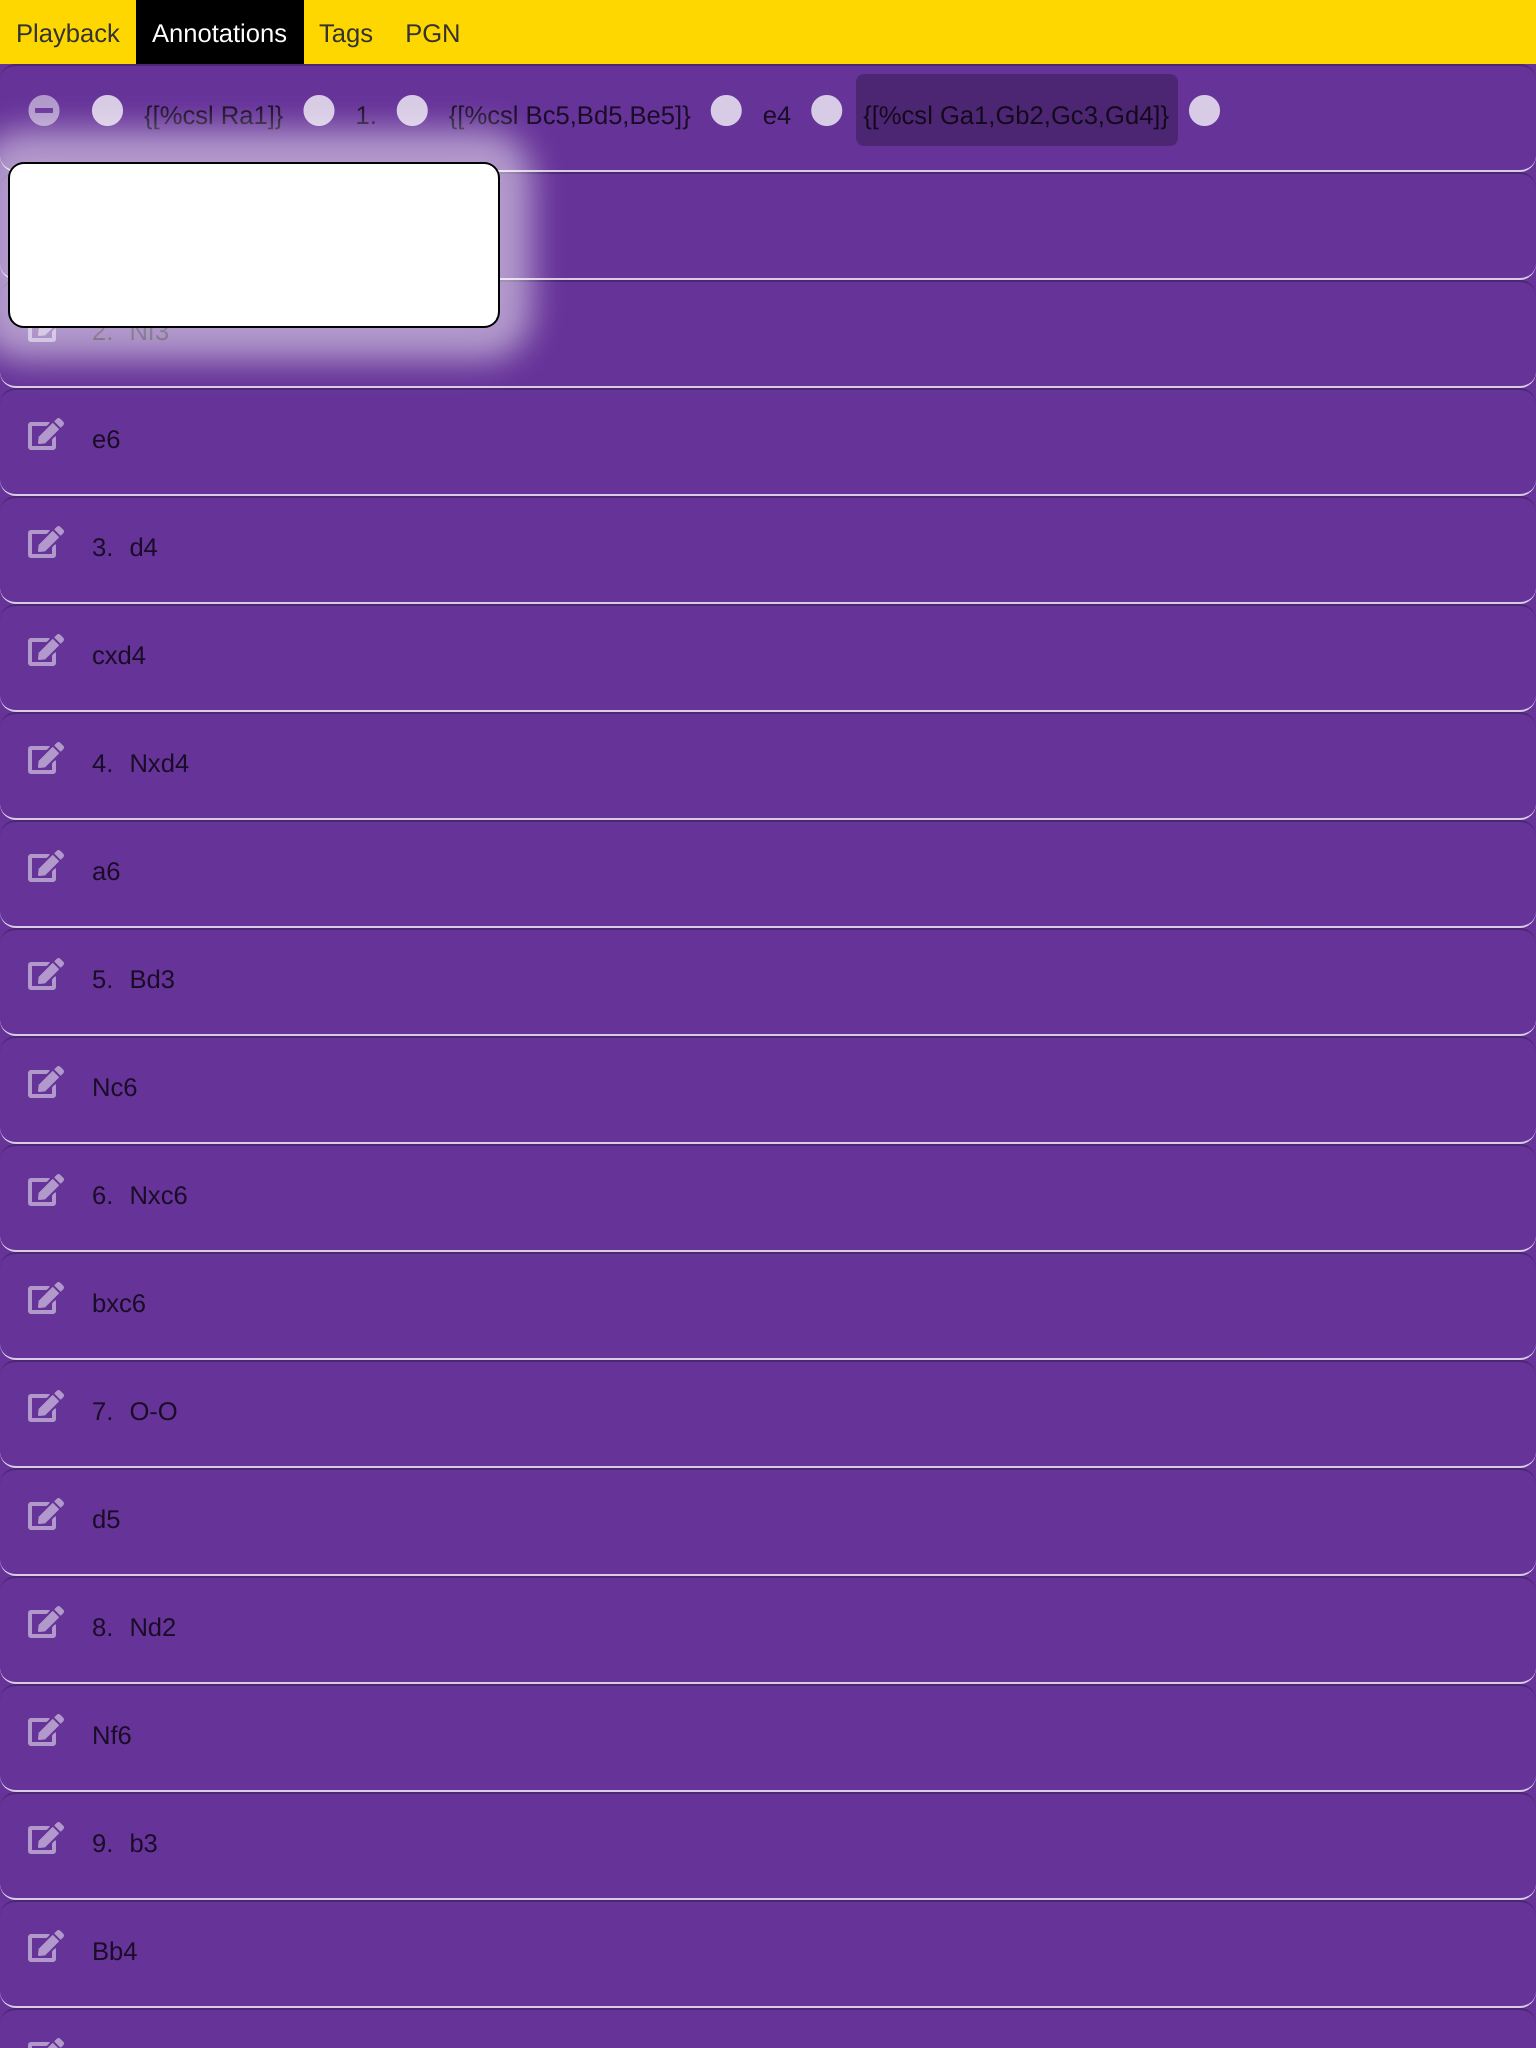 Playback Annotations Tags PGN
{[%csl Ra1]} 1. {[%csl Bc5,Bd5,Be5]} e4 {[%csl Ga1,Gb2,Gc3,Gd4]}
2. Nf3
e6
3. d4
cxd4
4. Nxd4
a6
5. Bd3
Nc6
6. Nxc6
bxc6
7. O-O
d5
8. Nd2
Nf6
9. b3
Bb4